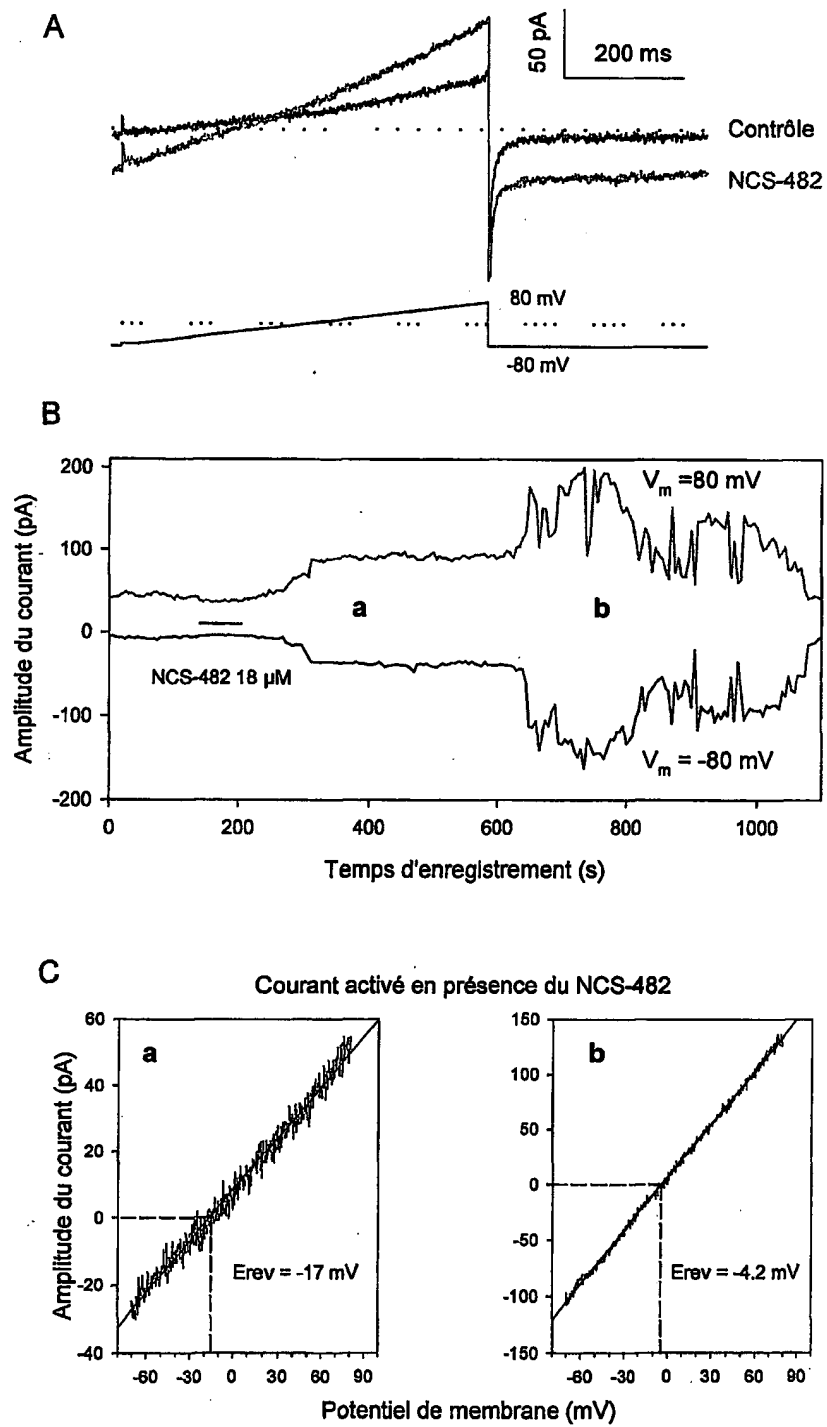 A
50 pA
200 ms
Contrôle
NCS-482
80 mV
-80 mV
B
Amplitude du courant (pA)
200
100
0
-100
-200
Vm =80 mV
a
b
NCS-482 18 µM
Vm = -80 mV
0 200 400 600 800 1000
Temps d'enregistrement (s)
C
Courant activé en présence du NCS-482
Amplitude du courant (pA)
60
40
20
0
-20
-40
a
Erev = -17 mV
-60 -30 0 30 60 90
150
100
50
0
-50
-100
-150
b
Erev = -4.2 mV
-60 -30 0 30 60 90
Potentiel de membrane (mV)